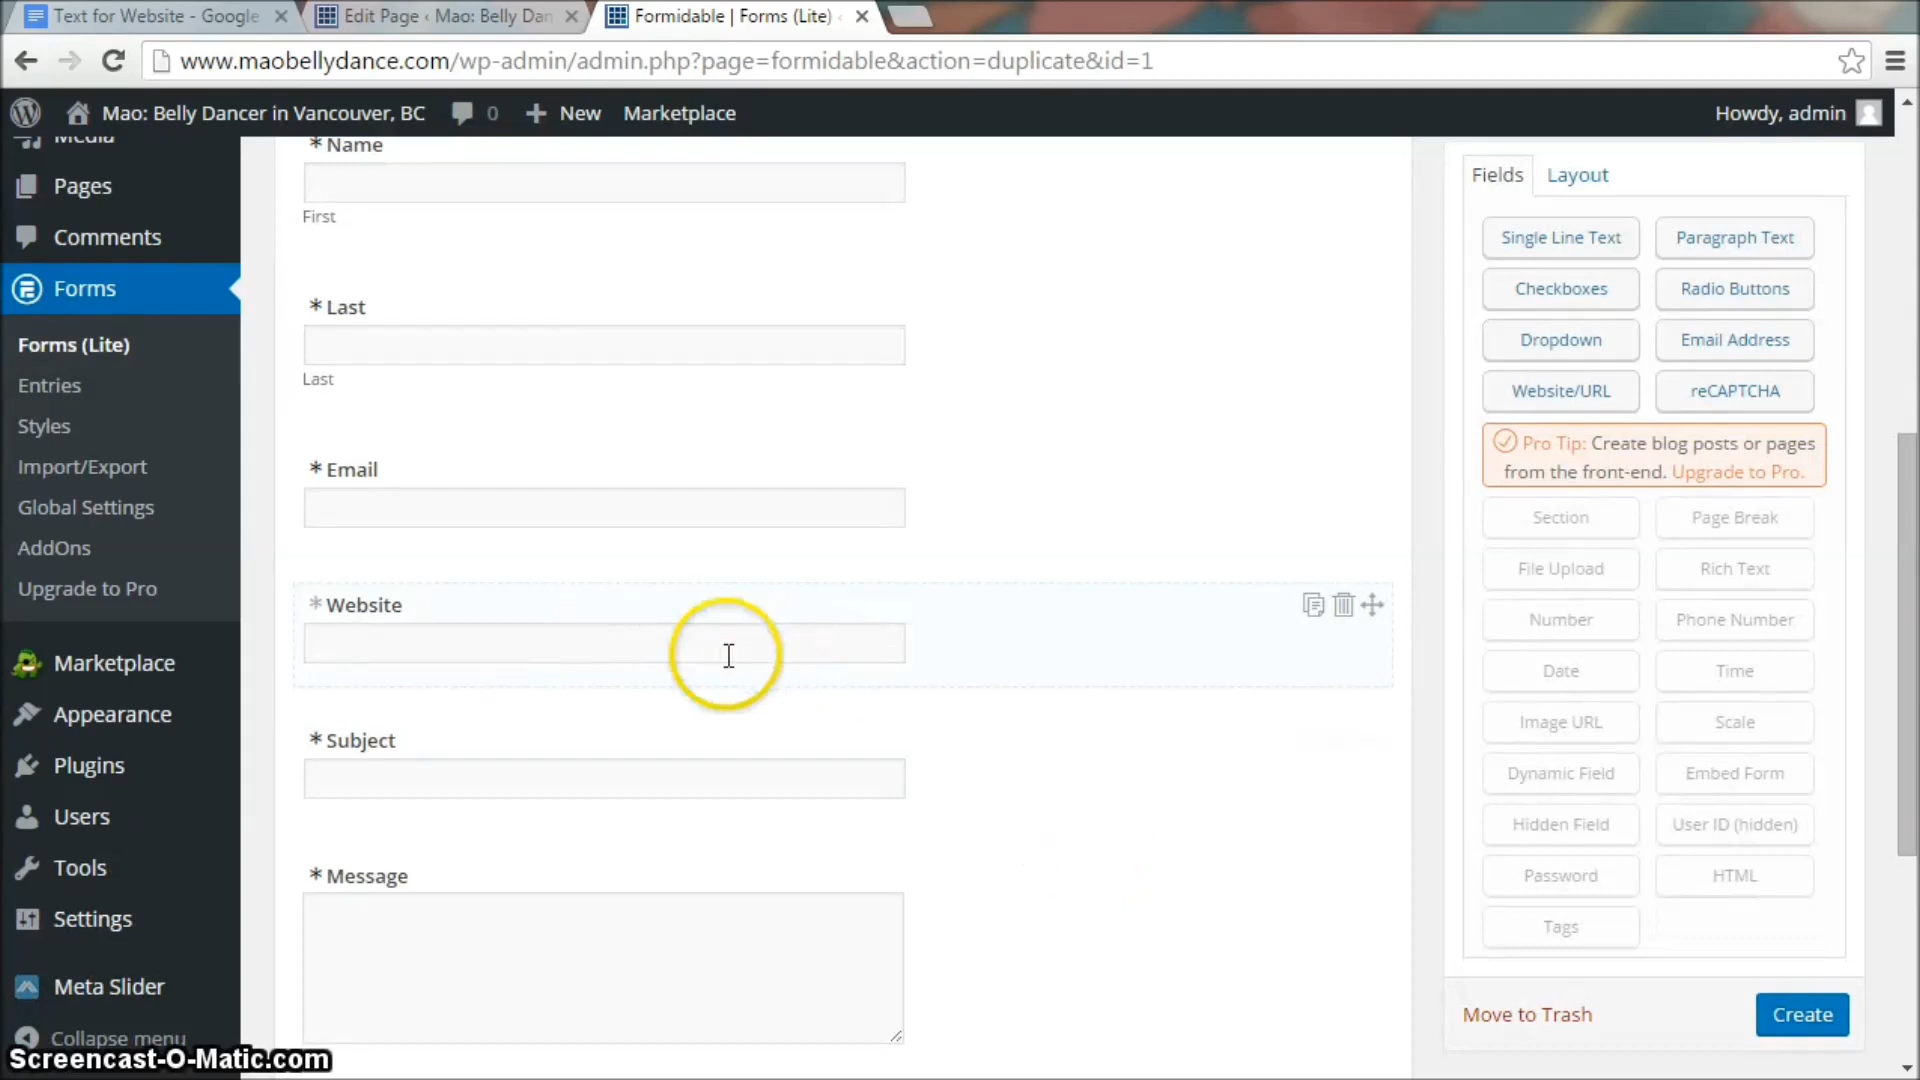 Text for Website - Google
Edit Page ‹ Mao: Belly Dan
Formidable | Forms (Lite) ‹
www.maobellydance.com/wp-admin/admin.php?page=formidable&action=duplicate&id=1
Mao: Belly Dancer in Vancouver, BC
0
New
Marketplace
Howdy, admin
Media
Pages
Comments
Forms
Forms (Lite)
Entries
Styles
Import/Export
Global Settings
AddOns
Upgrade to Pro
Marketplace
Appearance
Plugins
Users
Tools
Settings
Meta Slider
Collapse menu
* Name
First
* Last
Last
* Email
* Website
* Subject
* Message
Fields
Layout
Single Line Text
Paragraph Text
Checkboxes
Radio Buttons
Dropdown
Email Address
Website/URL
reCAPTCHA
Pro Tip: Create blog posts or pages
from the front-end. Upgrade to Pro.
Section
Page Break
File Upload
Rich Text
Number
Phone Number
Date
Time
Image URL
Scale
Dynamic Field
Embed Form
Hidden Field
User ID (hidden)
Password
HTML
Tags
Move to Trash
Create
Screencast-O-Matic.com